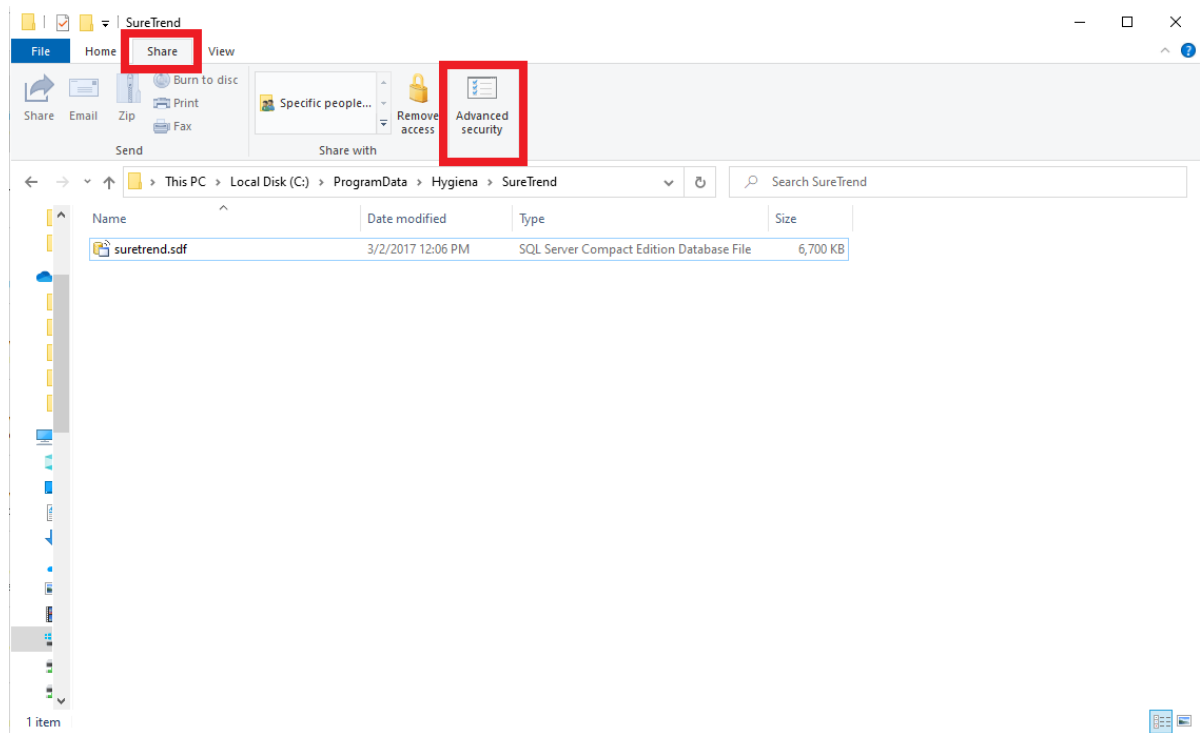 SureTrend
File Home Share View
Share Email Zip Burn to disc Print Fax Specific people... Remove access Advanced security
Send Share with
This PC > Local Disk (C:) > ProgramData > Hygiena > SureTrend Search SureTrend
Name Date modified Type Size
suretrend.sdf 3/2/2017 12:06 PM SQL Server Compact Edition Database File 6,700 KB
1 item